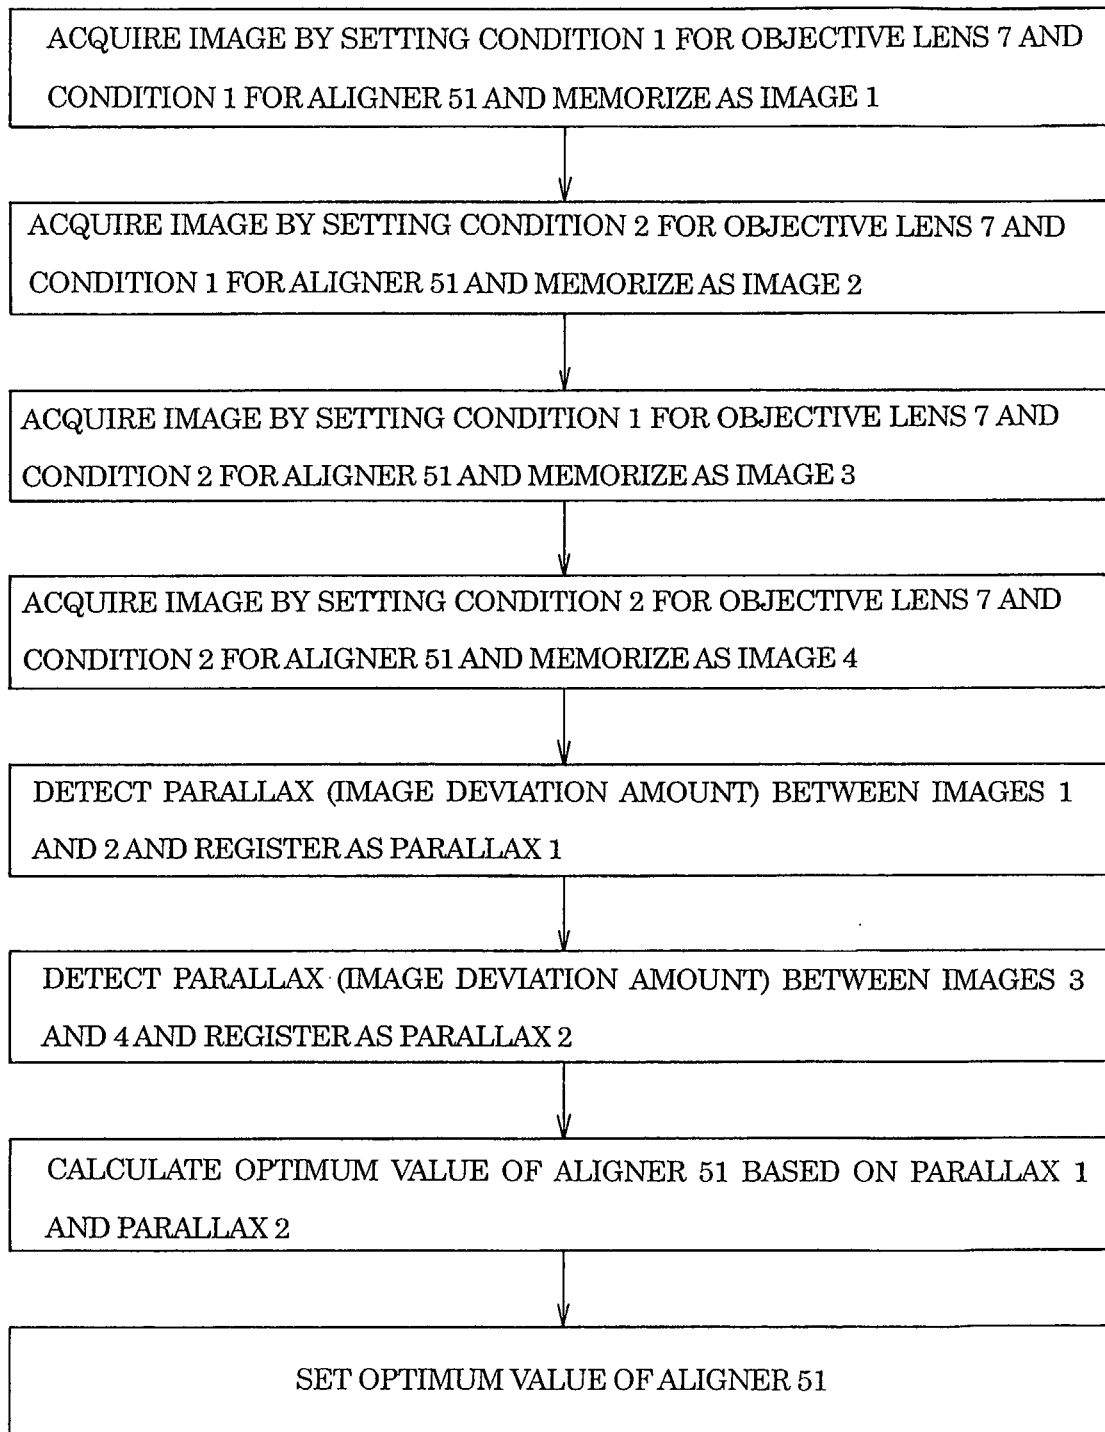 ACQUIRE IMAGE BY SETTING CONDITION 1 FOR OBJECTIVE LENS 7 AND
CONDITION 1 FOR ALIGNER 51 AND MEMORIZE AS IMAGE 1
ACQUIRE IMAGE BY SETTING CONDITION 2 FOR OBJECTIVE LENS 7 AND
CONDITION 1 FOR ALIGNER 51 AND MEMORIZE AS IMAGE 2
ACQUIRE IMAGE BY SETTING CONDITION 1 FOR OBJECTIVE LENS 7 AND
CONDITION 2 FOR ALIGNER 51 AND MEMORIZE AS IMAGE 3
ACQUIRE IMAGE BY SETTING CONDITION 2 FOR OBJECTIVE LENS 7 AND
CONDITION 2 FOR ALIGNER 51 AND MEMORIZE AS IMAGE 4
DETECT PARALLAX (IMAGE DEVIATION AMOUNT) BETWEEN IMAGES 1
AND 2 AND REGISTER AS PARALLAX 1
DETECT PARALLAX (IMAGE DEVIATION AMOUNT) BETWEEN IMAGES 3
AND 4 AND REGISTER AS PARALLAX 2
CALCULATE OPTIMUM VALUE OF ALIGNER 51 BASED ON PARALLAX 1
AND PARALLAX 2
SET OPTIMUM VALUE OF ALIGNER 51